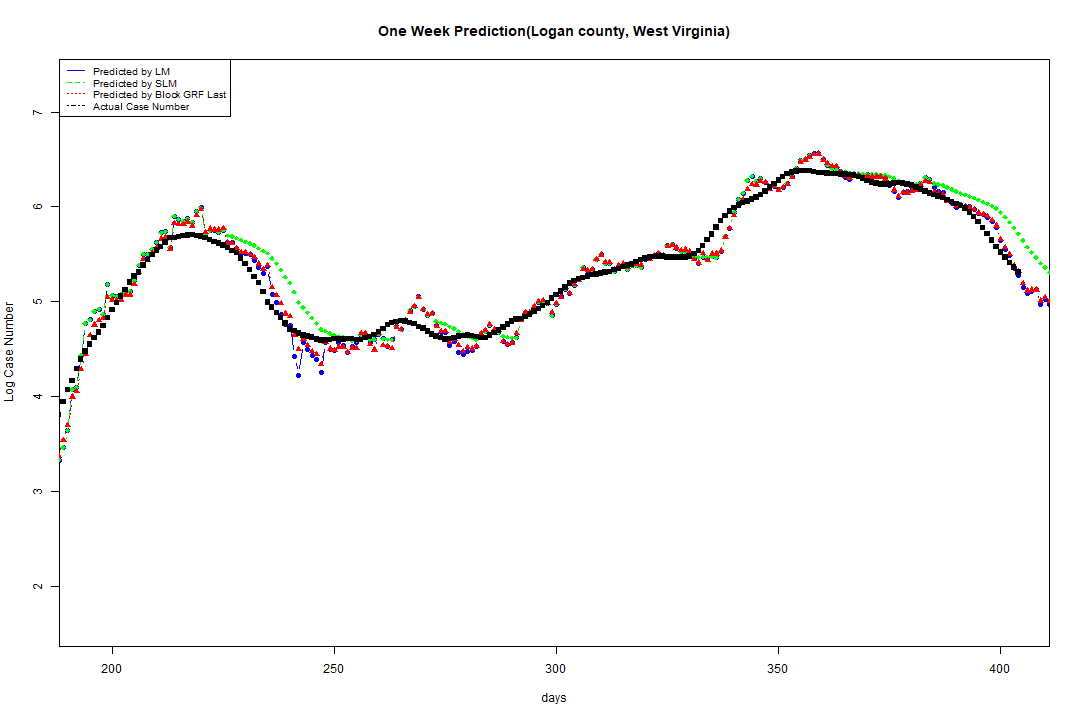 One Week Prediction(Logan county, West Virginia)
Predicted by LM
Predicted by SLM
Predicted by Block GRF Last
Actual Case Number
7
6
5
4
3
2
Log Case Number
200 250 300 350 400
days